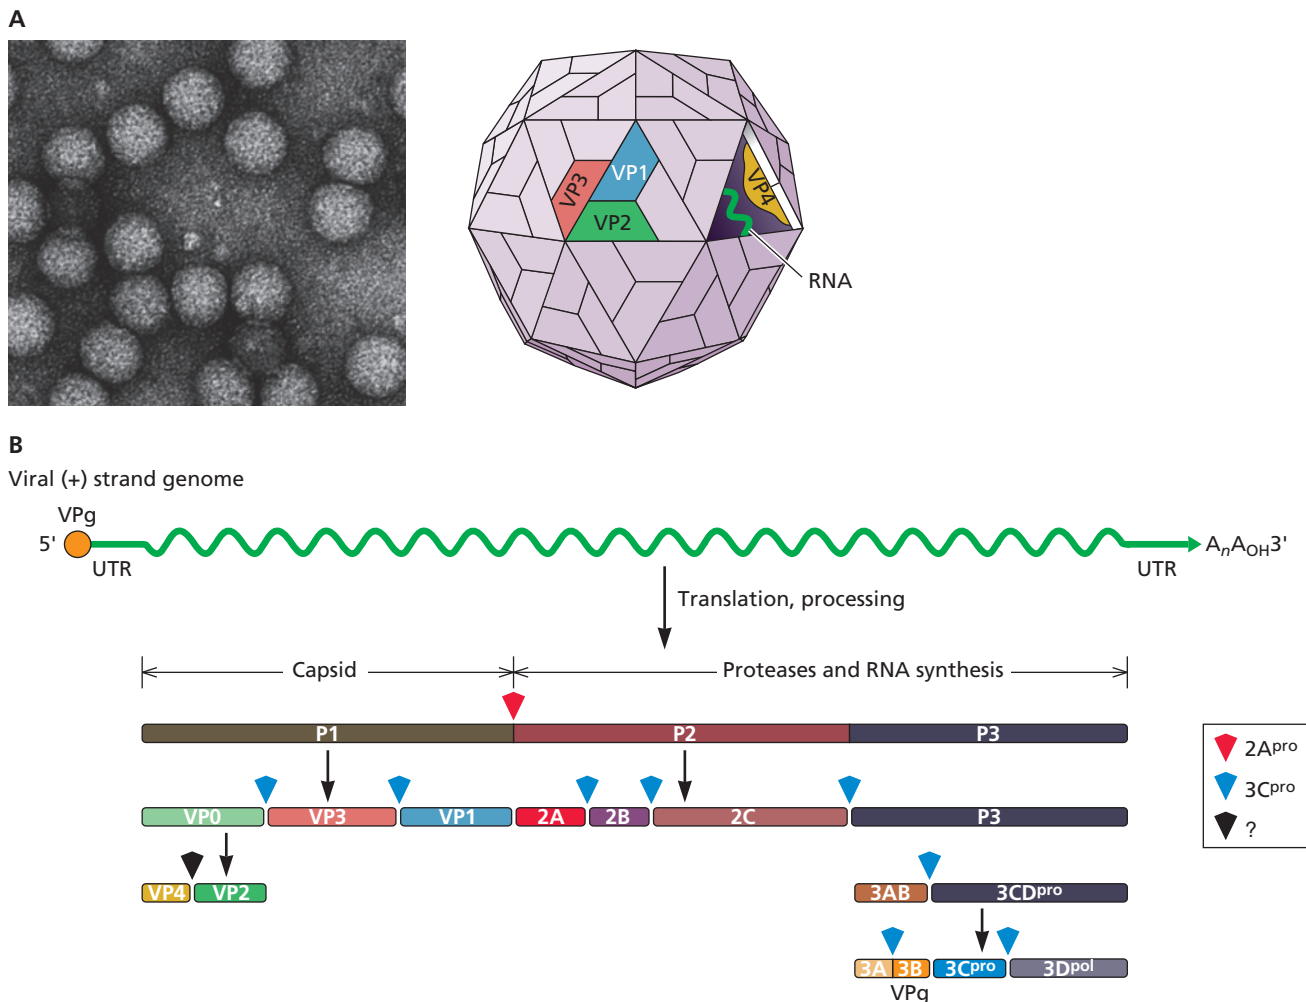 A
VP3
VP1
VP2
VP4
RNA
B
Viral (+) strand genome
VPg
5'
UTR
UTR
AnAOH3'
Translation, processing
Capsid
Proteases and RNA synthesis
P1
P2
P3
2Apro
3Cpro
?
VP0
VP3
VP1
2A
2B
2C
P3
VP4
VP2
3AB
3CDpro
3A
3B
3Cpro
3Dpol
VPg